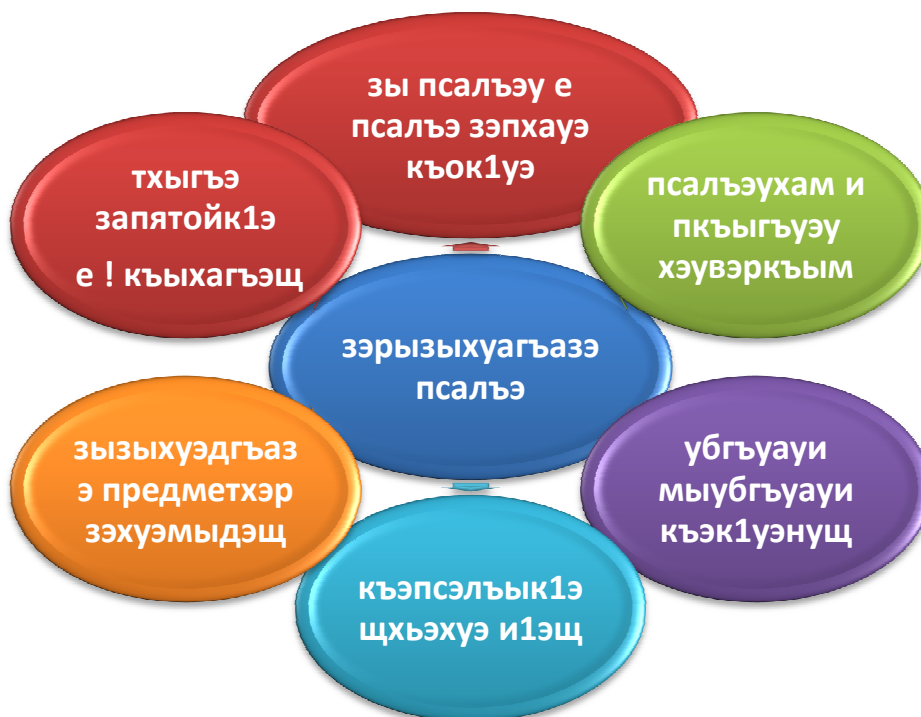 зы псалъэу е
псалъэ зэпхауэ
къок1уэ
тхыгъэ
запятойк1э
е ! къыхагъэщ
псалъэухам и
пкъыгъуэу
хэувэркъым
зэрызыхуагъазэ
псалъэ
зызыхуэдгъаз
э предметхэр
зэхуэмыдэщ
убгъуауи
мыубгъуауи
къэк1уэнущ
къэпсэлъык1э
щхьэхуэ и1эщ